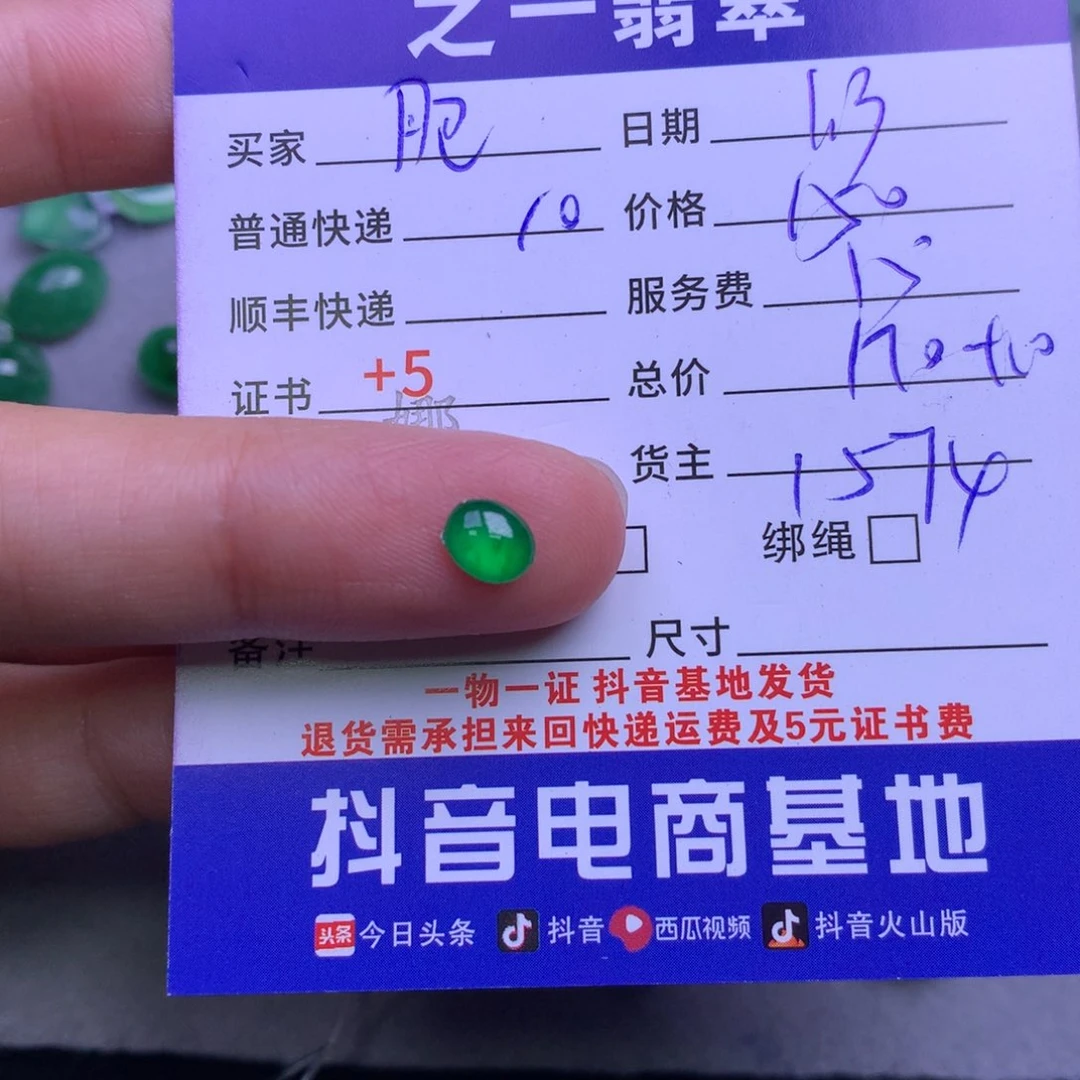 之一翡翠
买家 肥 日期
普通快递 10 价格 1500
顺丰快递 服务费 15°
证书 +5 总价
货主 1574
绑绳
备注 尺寸
一物一证 抖音基地发货
退货需承担来回快递运费及5元证书费
抖音电商基地
头条 今日头条 抖音 西瓜视频 抖音火山版